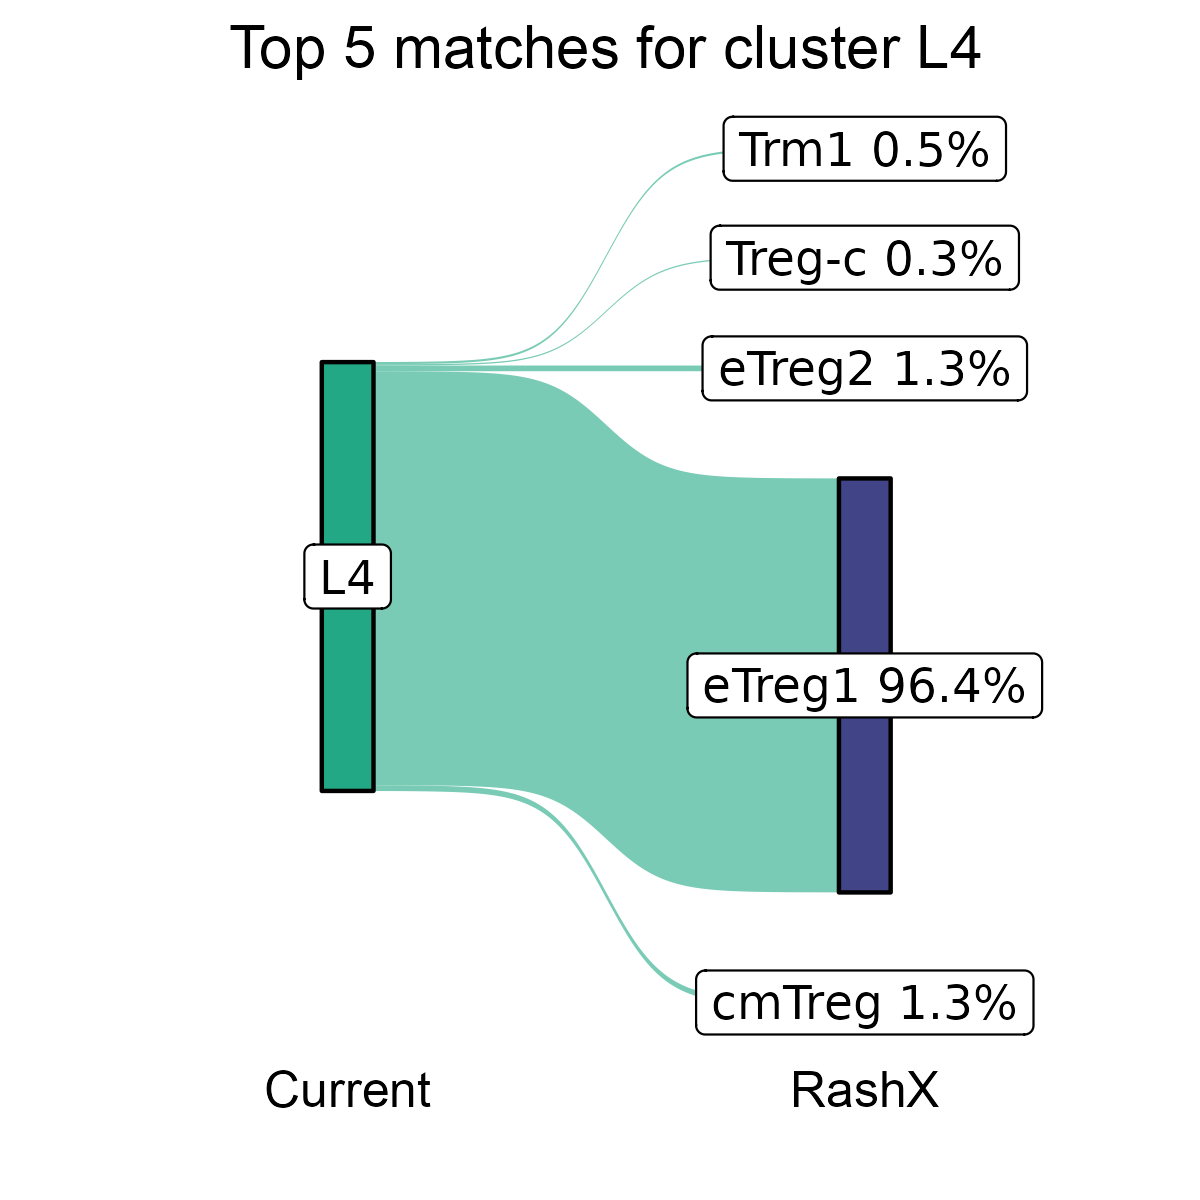 Top 5 matches for cluster L4
Trm1 0.5%
Treg-c 0.3%
eTreg2 1.3%
L4
eTreg1 96.4%
cmTreg 1.3%
Current
RashX